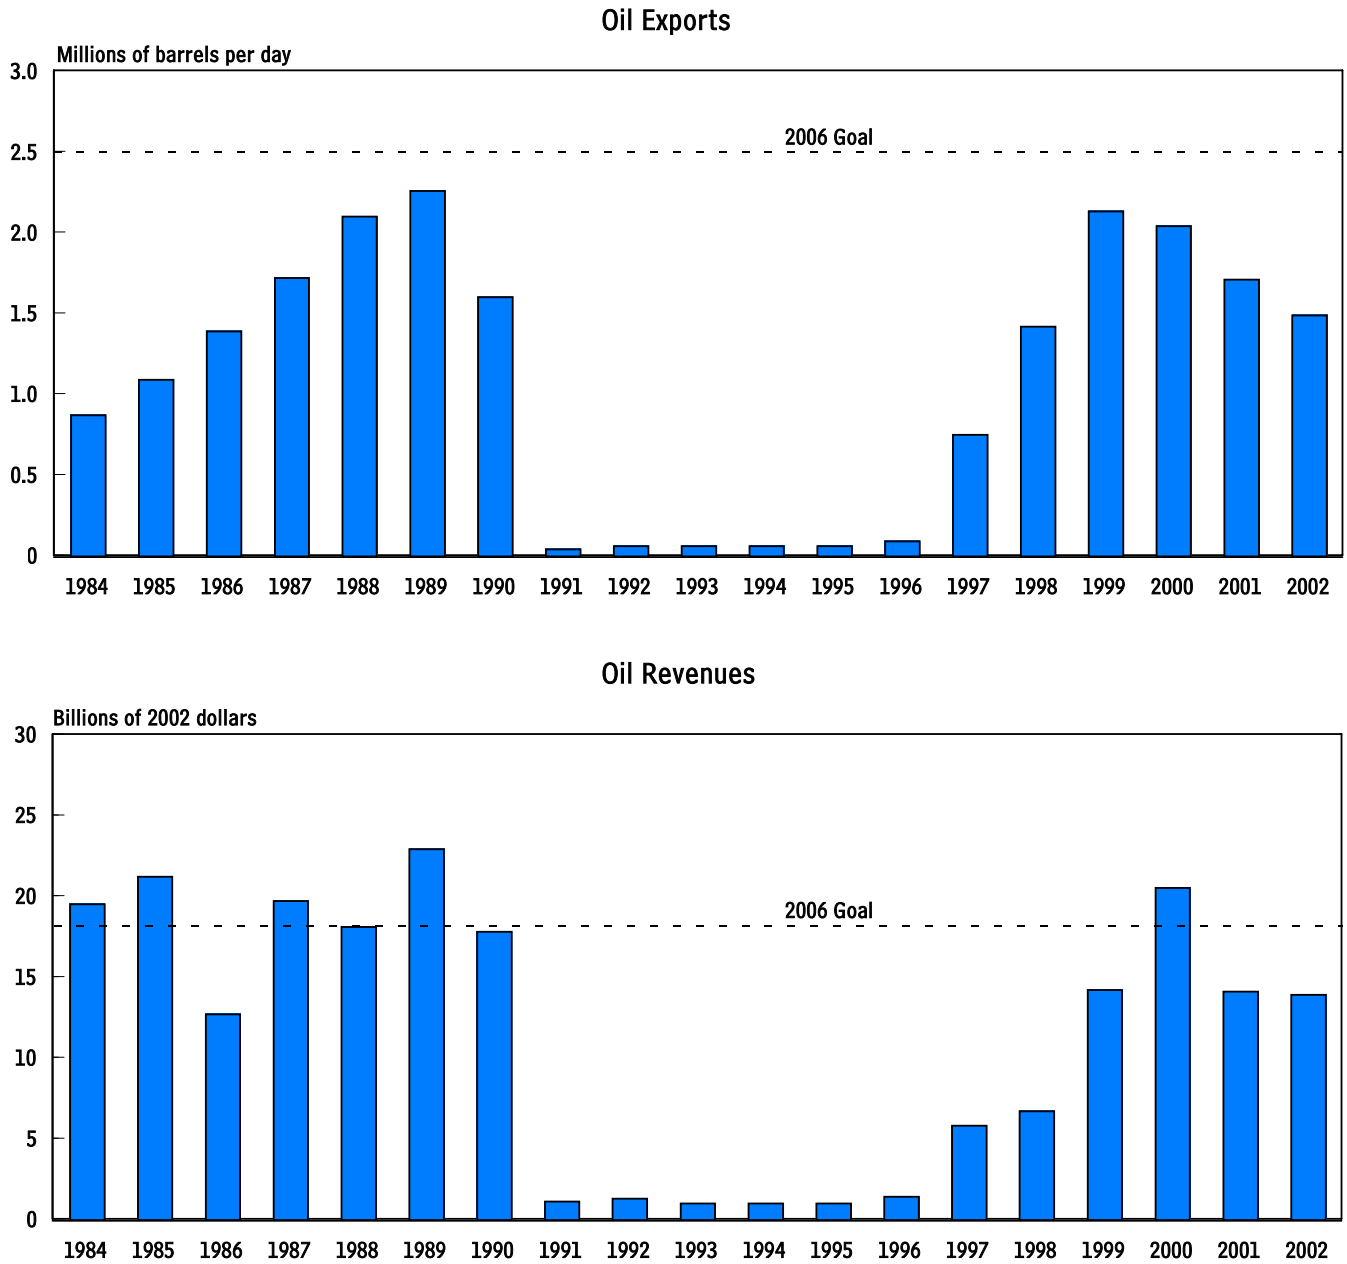 Oil Exports
Millions of barrels per day
3.0
2006 Goal
2.5
2.0
1.5
1.0
0.5
0
1984 1985 1986 1987 1988 1989 1990 1991 1992 1993 1994 1995 1996 1997 1998 1999 2000 2001 2002
Oil Revenues
Billions of 2002 dollars
30
25
20
2006 Goal
15
10
5
0
1984 1985 1986 1987 1988 1989 1990 1991 1992 1993 1994 1995 1996 1997 1998 1999 2000 2001 2002